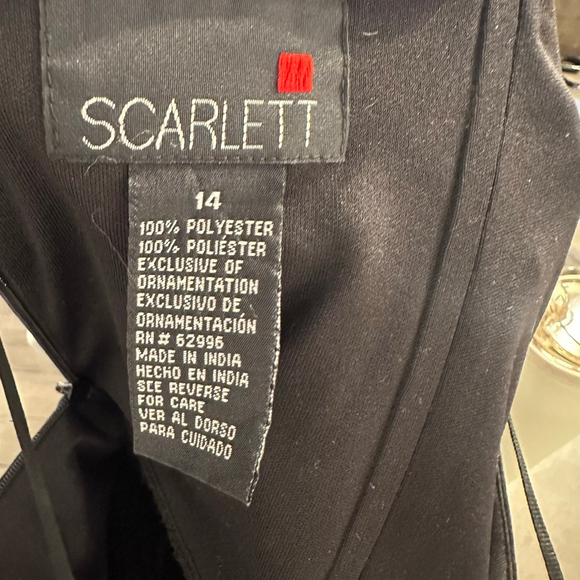 SCARLETT
14
100% POLYESTER
100% POLIÉSTER
EXCLUSIVE OF
ORNAMENTATION
EXCLUSIVO DE
ORNAMENTACIÓN
RN# 62996
MADE IN INDIA
HECHO EN INDIA
SEE REVERSE
FOR CARE
VER AL DORSO
PARA CUIDADO